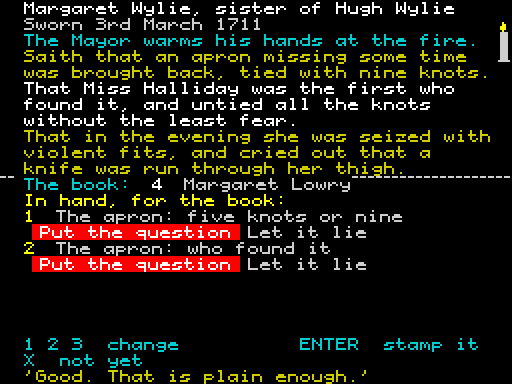 Margaret Wylie, sister of Hugh Wylie
Sworn 3rd March 1711
The Mayor warms his hands at the fire.
Saith that an apron missing some time
was brought back, tied with nine knots.
That Miss Halliday was the first who
found it, and untied all the knots
without the least fear.
That in the evening she was seized with
violent fits, and cried out that a
knife was run through her thigh.
The book: 4 Margaret Lowry
In hand, for the book:
1 The apron: five knots or nine
Put the question Let it lie
2 The apron: who found it
Put the question Let it lie
1 2 3 change ENTER stamp it
X not yet
'Good. That is plain enough.'